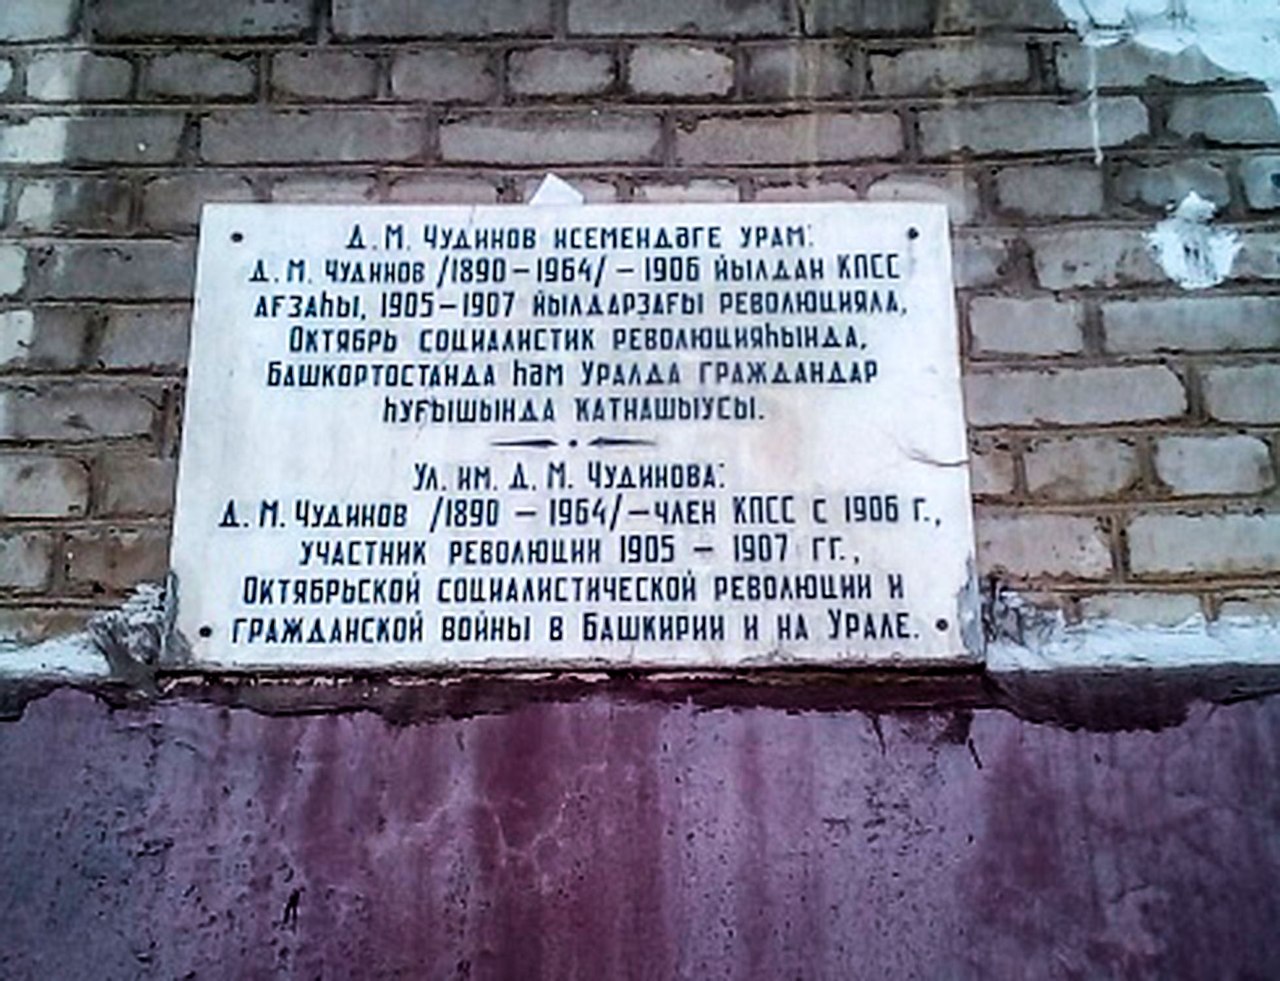 Д. М. Чудинов исемендәге урам:
Д. М. Чудинов /1890 – 1964/ – 1906 йылдан КПСС
ағзаһы, 1905 – 1907 йылдарҙағы революцияла,
Октябрь социалистик революцияһында,
Башкортостанда һәм Уралда граждандар
һуғышында ҡатнашыусы.
Ул. им. Д. М. Чудинова:
Д. М. Чудинов /1890 – 1964/ – член КПСС с 1906 г.,
участник революции 1905 – 1907 гг.,
Октябрьской социалистической революции и
гражданской войны в Башкирии и на Урале.